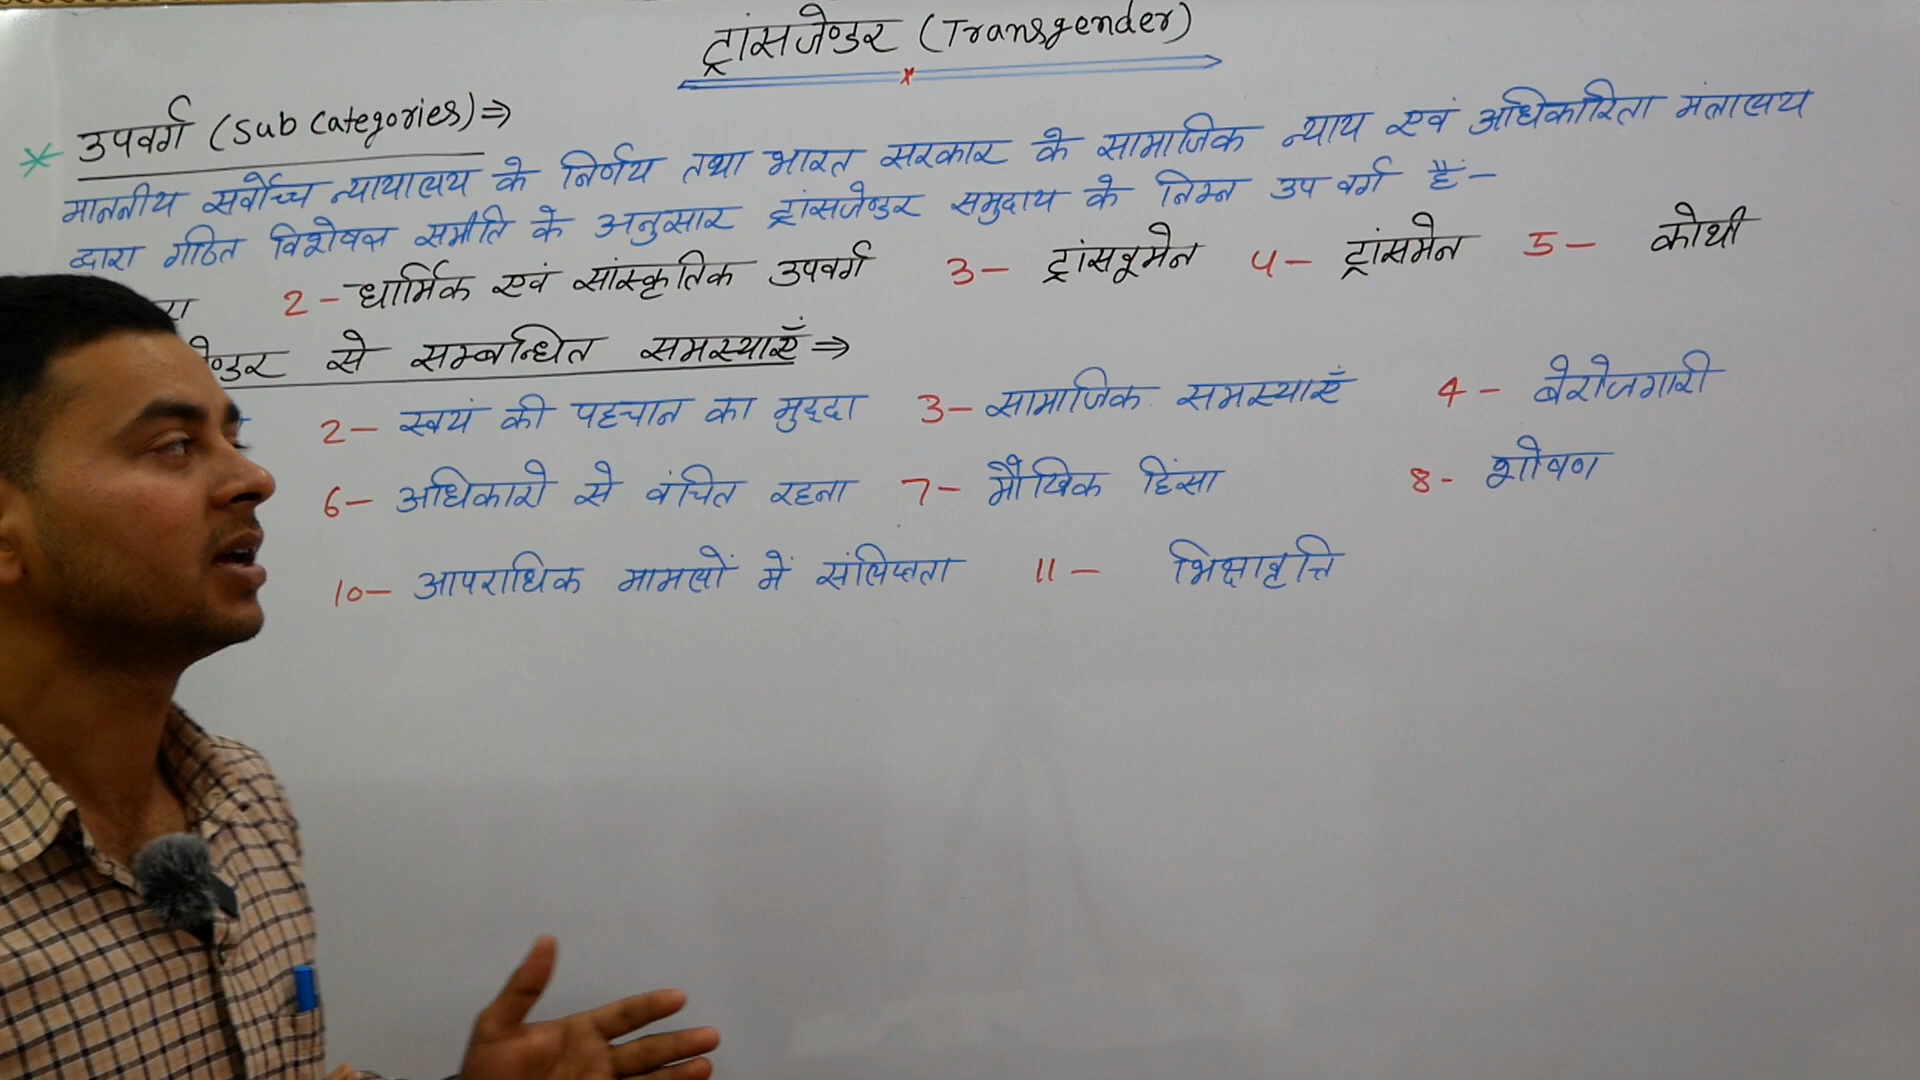 ट्रांसजेण्डर (Transgender)
* उपवर्ग (Sub Categories) ⇒
माननीय सर्वोच्च न्यायालय के निर्णय तथा भारत सरकार के सामाजिक न्याय एवं अधिकारिता मंत्रालय
द्वारा गठित विशेषज्ञ समीति के अनुसार ट्रांसजेण्डर समुदाय के निम्न उप वर्ग हैं-
2- धार्मिक एवं सांस्कृतिक उपवर्ग 3- ट्रांसवूमेन 4- ट्रांसमेन 5- कोथी
ेण्डर से सम्बन्धित समस्याएँ ⇒
2- स्वयं की पहचान का मुद्दा 3- सामाजिक समस्याएँ 4- बेरोजगारी
6- अधिकारो से वंचित रहना 7- मौखिक हिंसा 8- शोषण
10- आपराधिक मामलों में संलिप्तता 11- भिक्षावृत्ति